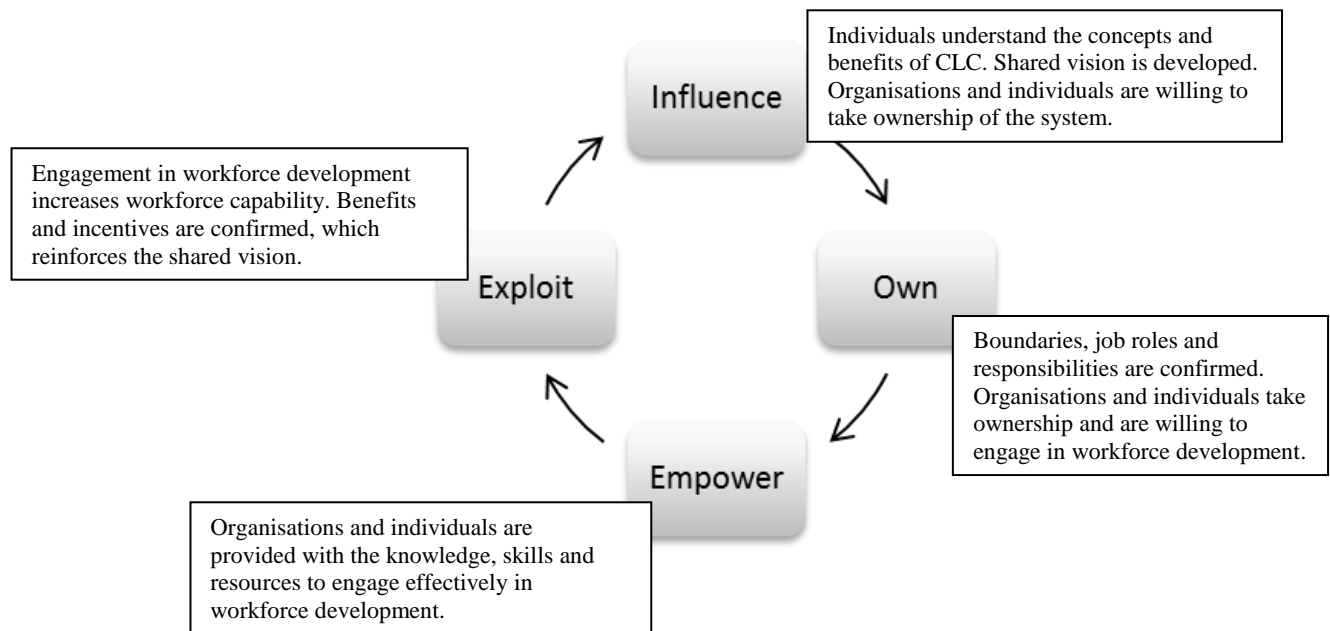 Influence
Individuals understand the concepts and
benefits of CLC. Shared vision is developed.
Organisations and individuals are willing to
take ownership of the system.
Own
Boundaries, job roles and
responsibilities are confirmed.
Organisations and individuals take
ownership and are willing to
engage in workforce development.
Empower
Organisations and individuals are
provided with the knowledge, skills and
resources to engage effectively in
workforce development.
Exploit
Engagement in workforce development
increases workforce capability. Benefits
and incentives are confirmed, which
reinforces the shared vision.